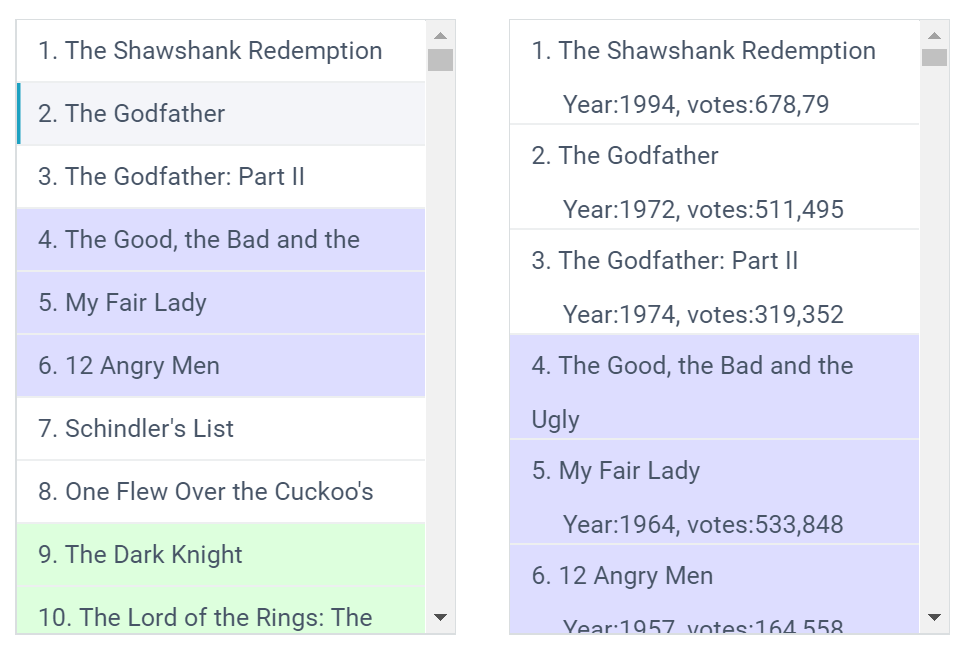 1. The Shawshank Redemption
2. The Godfather
3. The Godfather: Part II
4. The Good, the Bad and the
5. My Fair Lady
6. 12 Angry Men
7. Schindler's List
8. One Flew Over the Cuckoo's
9. The Dark Knight
10. The Lord of the Rings: The
1. The Shawshank Redemption
Year:1994, votes:678,79
2. The Godfather
Year:1972, votes:511,495
3. The Godfather: Part II
Year:1974, votes:319,352
4. The Good, the Bad and the
Ugly
5. My Fair Lady
Year:1964, votes:533,848
6. 12 Angry Men
Year:1957, votes:164,558